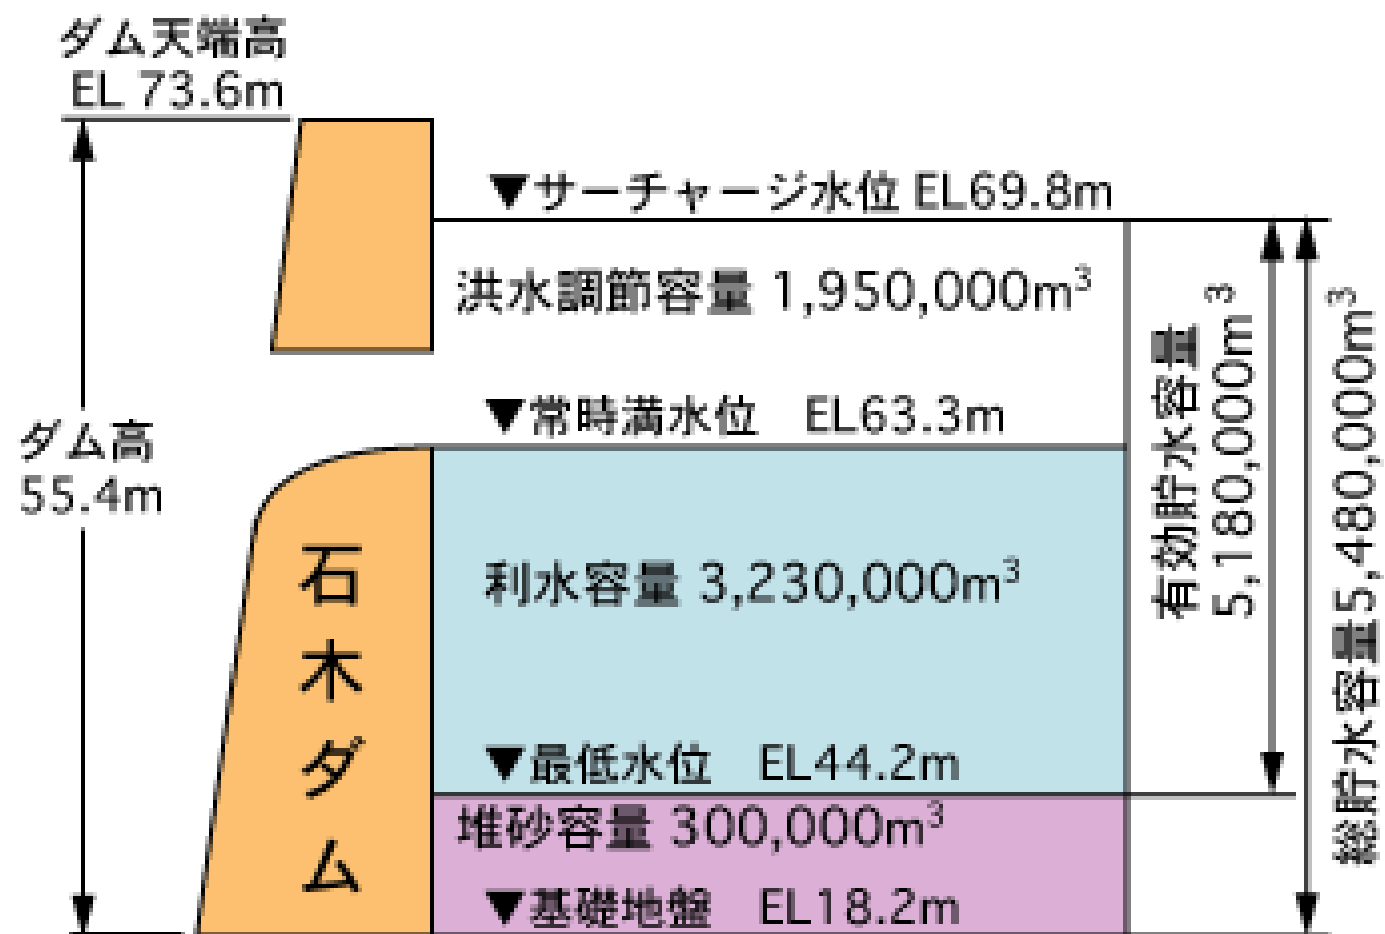 ダム天端高
EL 73.6m
▼サーチャージ水位 EL69.8m
洪水調節容量 1,950,000m³
▼常時満水位 EL63.3m
ダム高
55.4m
石木ダム
利水容量 3,230,000m³
▼最低水位 EL44.2m
堆砂容量 300,000m³
▼基礎地盤 EL18.2m
有効貯水容量
5,180,000m³
総貯水容量5,480,000m³